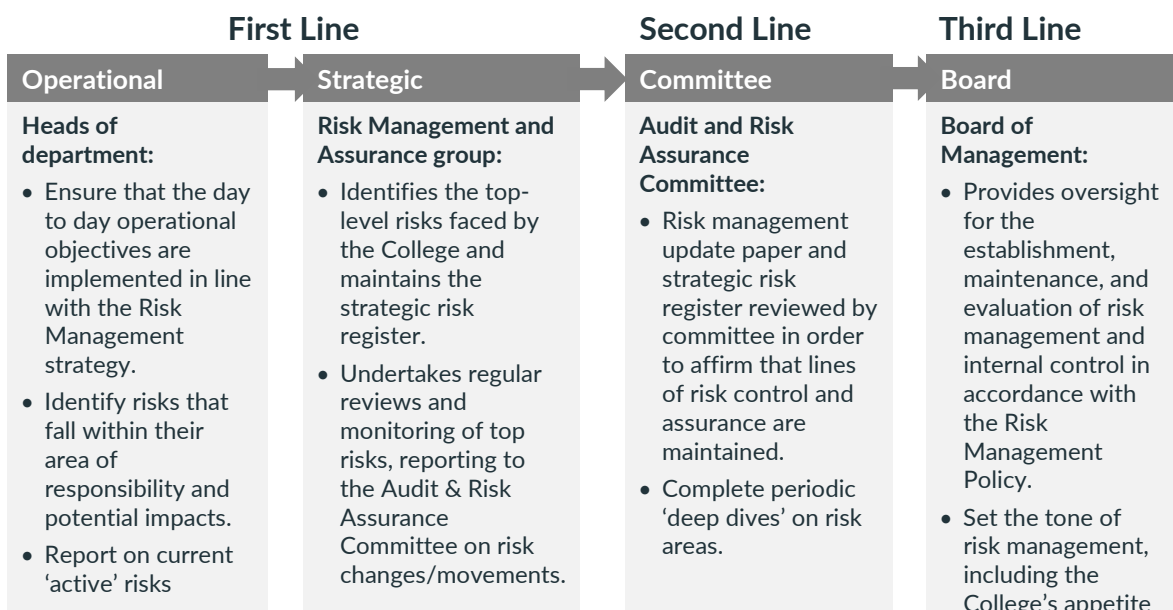 First Line
Second Line
Third Line
Operational
Strategic
Committee
Board
Heads of
department:
• Ensure that the day
to day operational
objectives are
implemented in line
with the Risk
Management
strategy.
• Identify risks that
fall within their
area of
responsibility and
potential impacts.
• Report on current
‘active’ risks
Risk Management and
Assurance group:
• Identifies the top-
level risks faced by
the College and
maintains the
strategic risk
register.
• Undertakes regular
reviews and
monitoring of top
risks, reporting to
the Audit & Risk
Assurance
Committee on risk
changes/movements.
Audit and Risk
Assurance
Committee:
• Risk management
update paper and
strategic risk
register reviewed by
committee in order
to affirm that lines
of risk control and
assurance are
maintained.
• Complete periodic
‘deep dives’ on risk
areas.
Board of
Management:
• Provides oversight
for the
establishment,
maintenance, and
evaluation of risk
management and
internal control in
accordance with
the Risk
Management
Policy.
• Set the tone of
risk management,
including the
College’s appetite